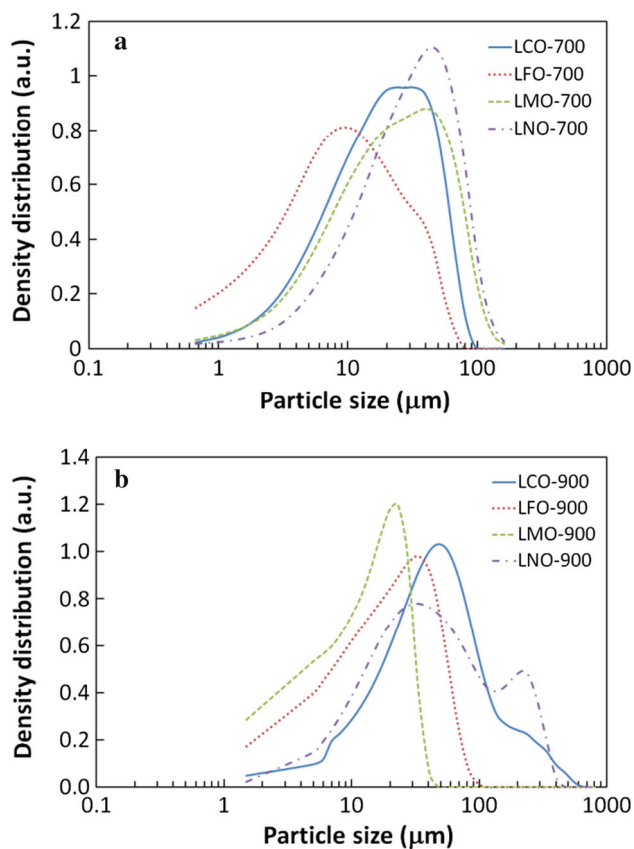 a
1.2
1
0.8
0.6
0.4
0.2
0
Density distribution (a.u.)
LCO-700
LFO-700
LMO-700
LNO-700
0.1 1 10 100 1000
Particle size (μm)
b
1.4
1.2
1.0
0.8
0.6
0.4
0.2
0.0
Density distribution (a.u.)
LCO-900
LFO-900
LMO-900
LNO-900
0.1 1 10 100 1000
Particle size (μm)